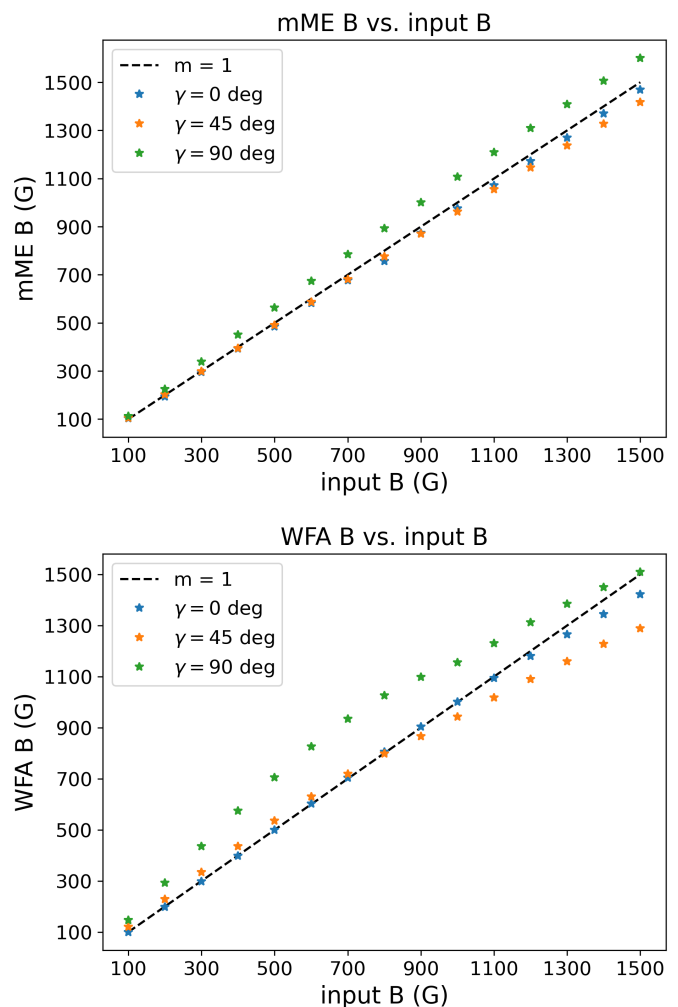 mME B vs. input B
m = 1
γ = 0 deg
γ = 45 deg
γ = 90 deg
mME B (G)
1500
1300
1100
900
700
500
300
100
100 300 500 700 900 1100 1300 1500
input B (G)
WFA B vs. input B
m = 1
γ = 0 deg
γ = 45 deg
γ = 90 deg
WFA B (G)
1500
1300
1100
900
700
500
300
100
100 300 500 700 900 1100 1300 1500
input B (G)